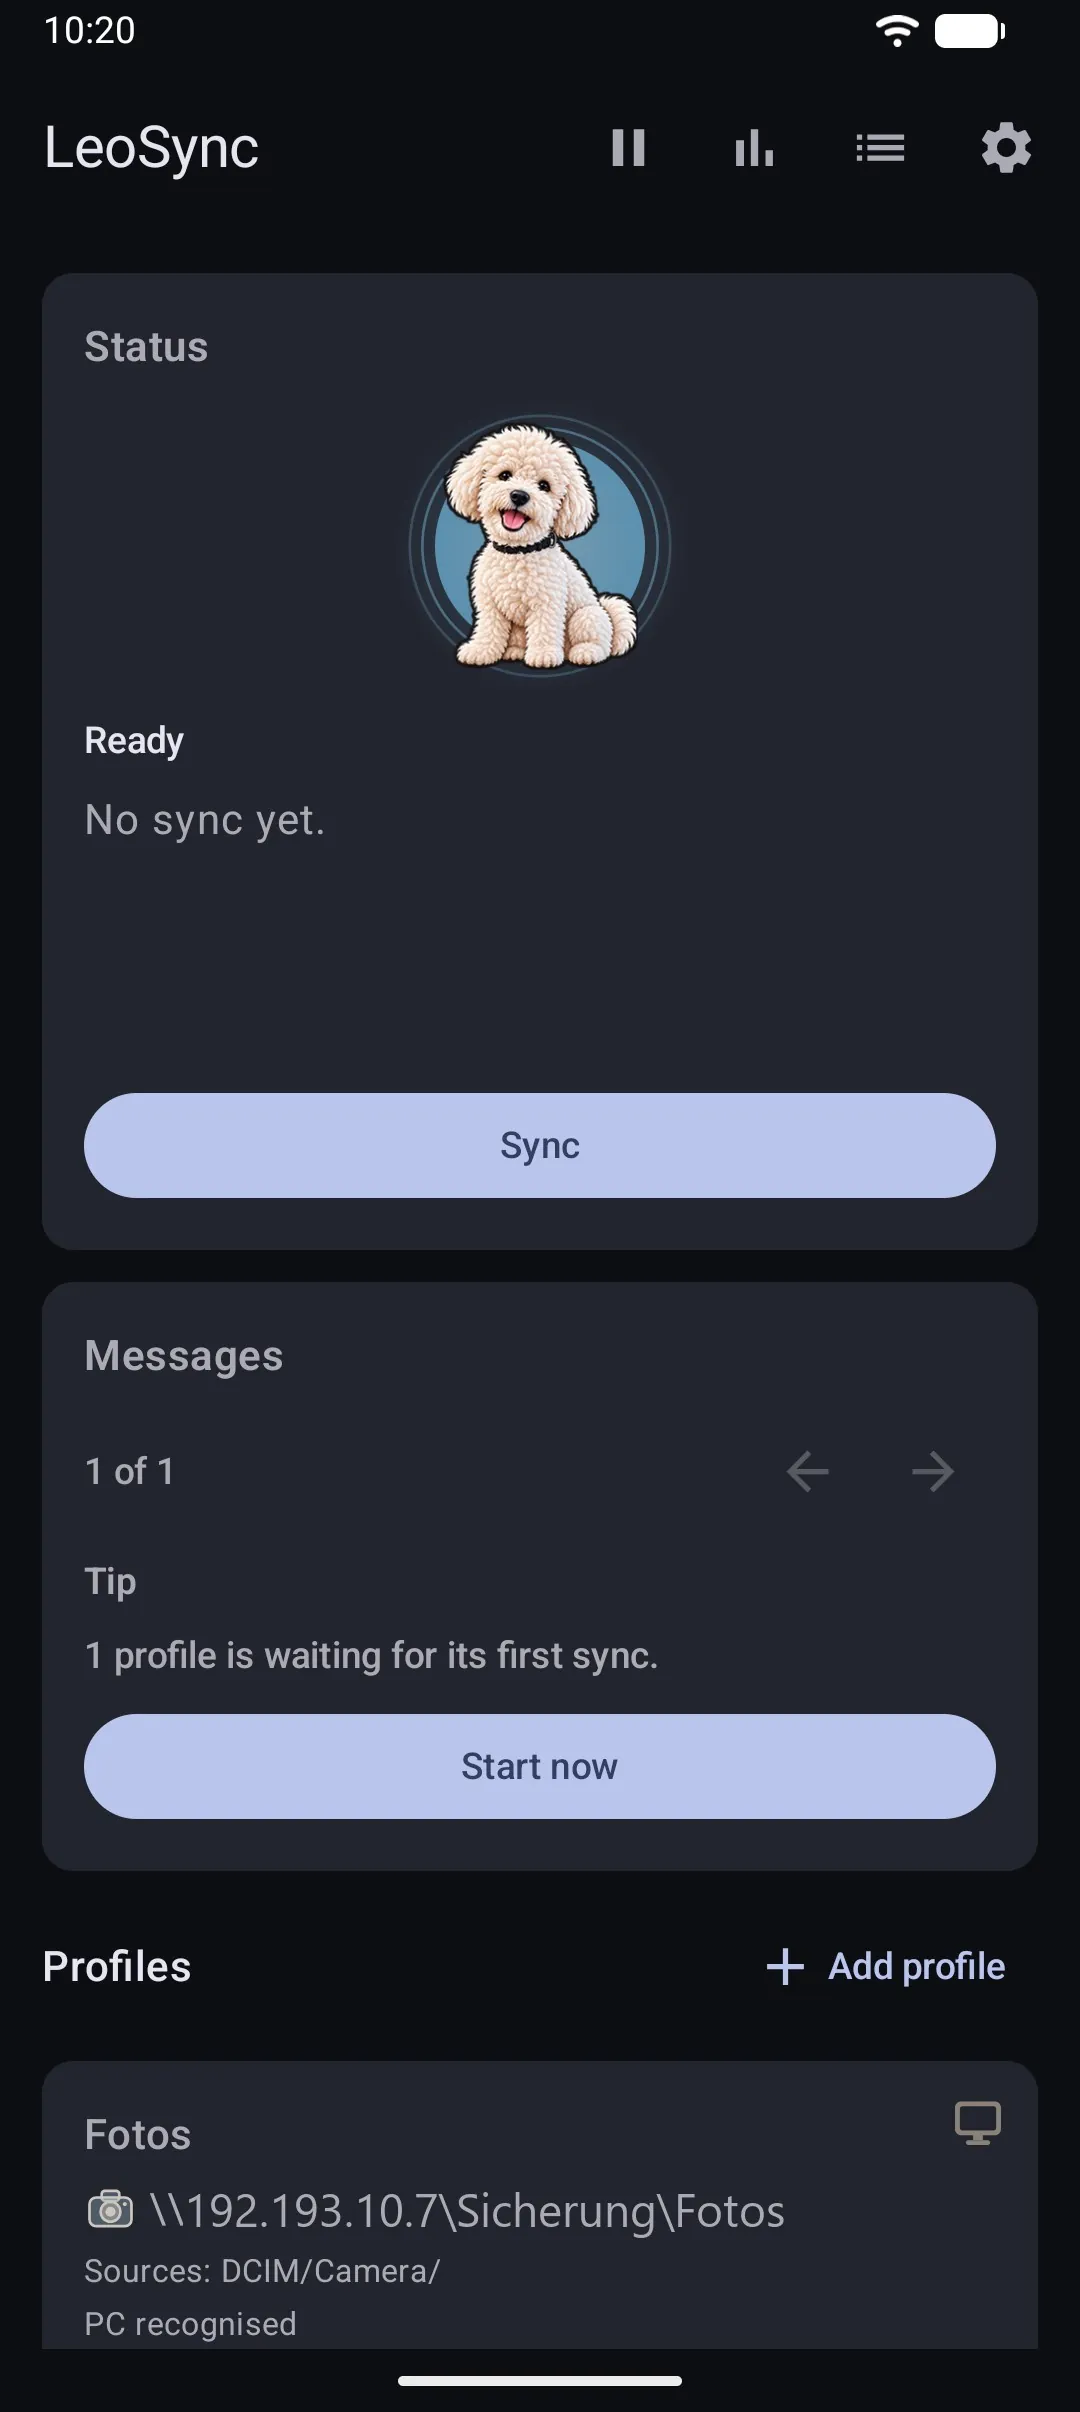 10:20
LeoSync
Status
Ready
No sync yet.
Sync
Messages
1 of 1
Tip
1 profile is waiting for its first sync.
Start now
Profiles
Add profile
Fotos
\\192.193.10.7\Sicherung\Fotos
Sources: DCIM/Camera/
PC recognised